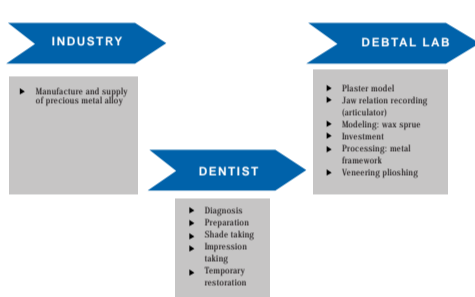 INDUSTRY
Manufacture and supply
of precious metal alloy
DENTIST
Diagnosis
Preparation
Shade taking
Impression
taking
Temporary
restoration
DEBTAL LAB
Plaster model
Jaw relation recording
(articulator)
Modeling: wax sprue
Investment
Processing: metal
framework
Veneering plioshing